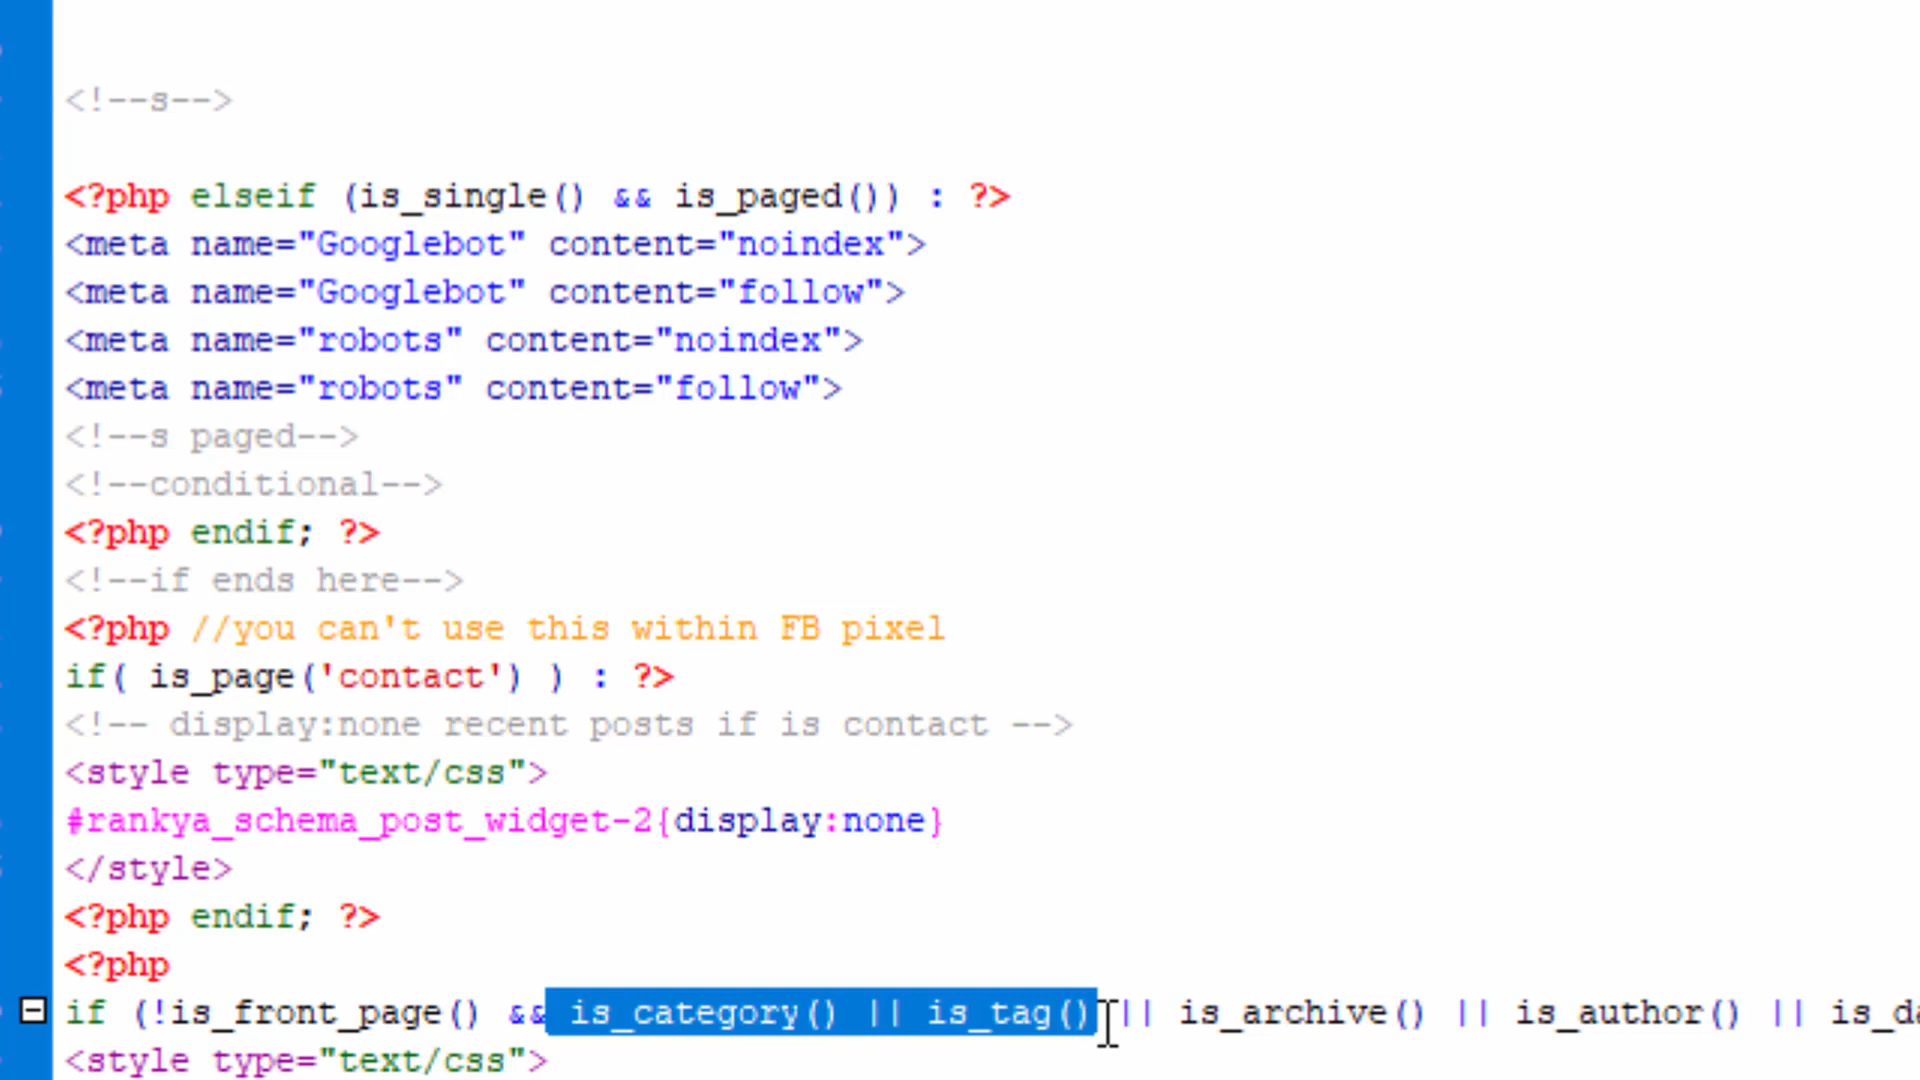 <!--s-->
<?php elseif (is_single() && is_paged()) : ?>
<meta name="Googlebot" content="noindex">
<meta name="Googlebot" content="follow">
<meta name="robots" content="noindex">
<meta name="robots" content="follow">
<!--s paged-->
<!--conditional-->
<?php endif; ?>
<!--if ends here-->
<?php //you can't use this within FB pixel
if( is_page('contact') ) : ?>
<!-- display:none recent posts if is contact -->
<style type="text/css">
#rankya_schema_post_widget-2{display:none}
</style>
<?php endif; ?>
<?php
if (!is_front_page() && is_category() || is_tag() || is_archive() || is_author() ||
<style type="text/css">